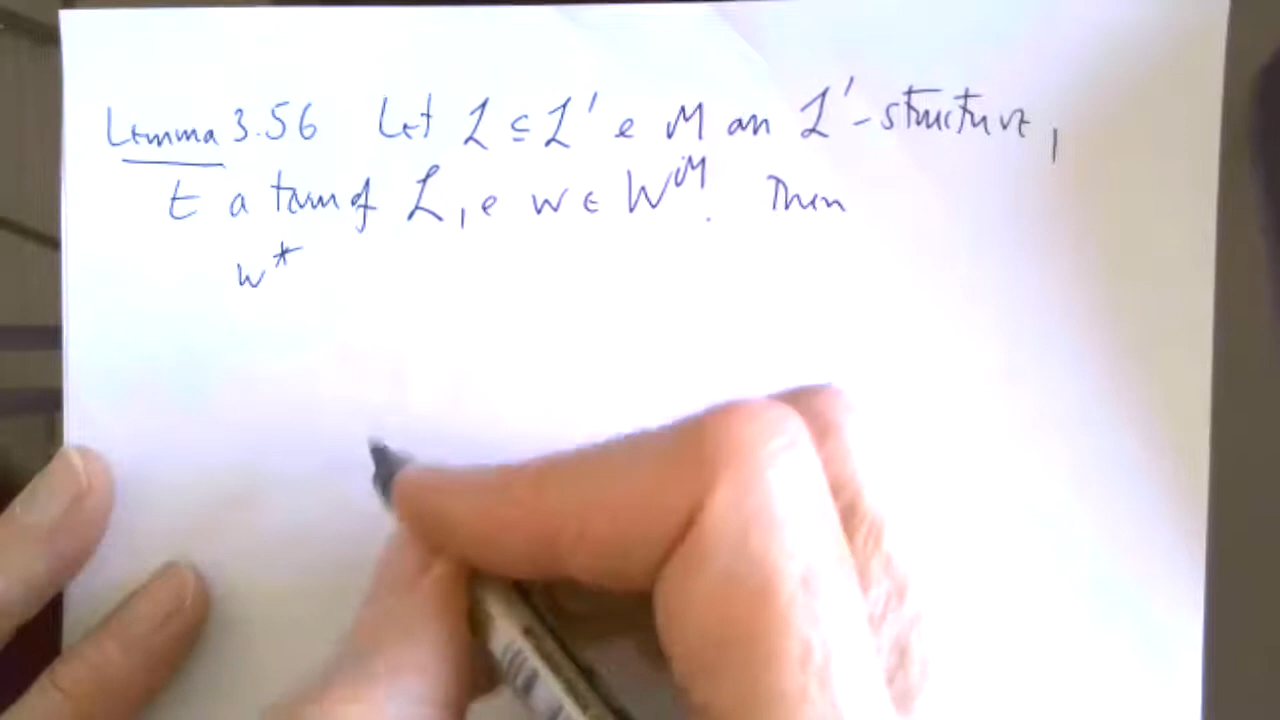 Lemma 3.56 Let L ⊆ L' e M an L'-structure,
t a term of L, e w ∈ W^M. Then
w*